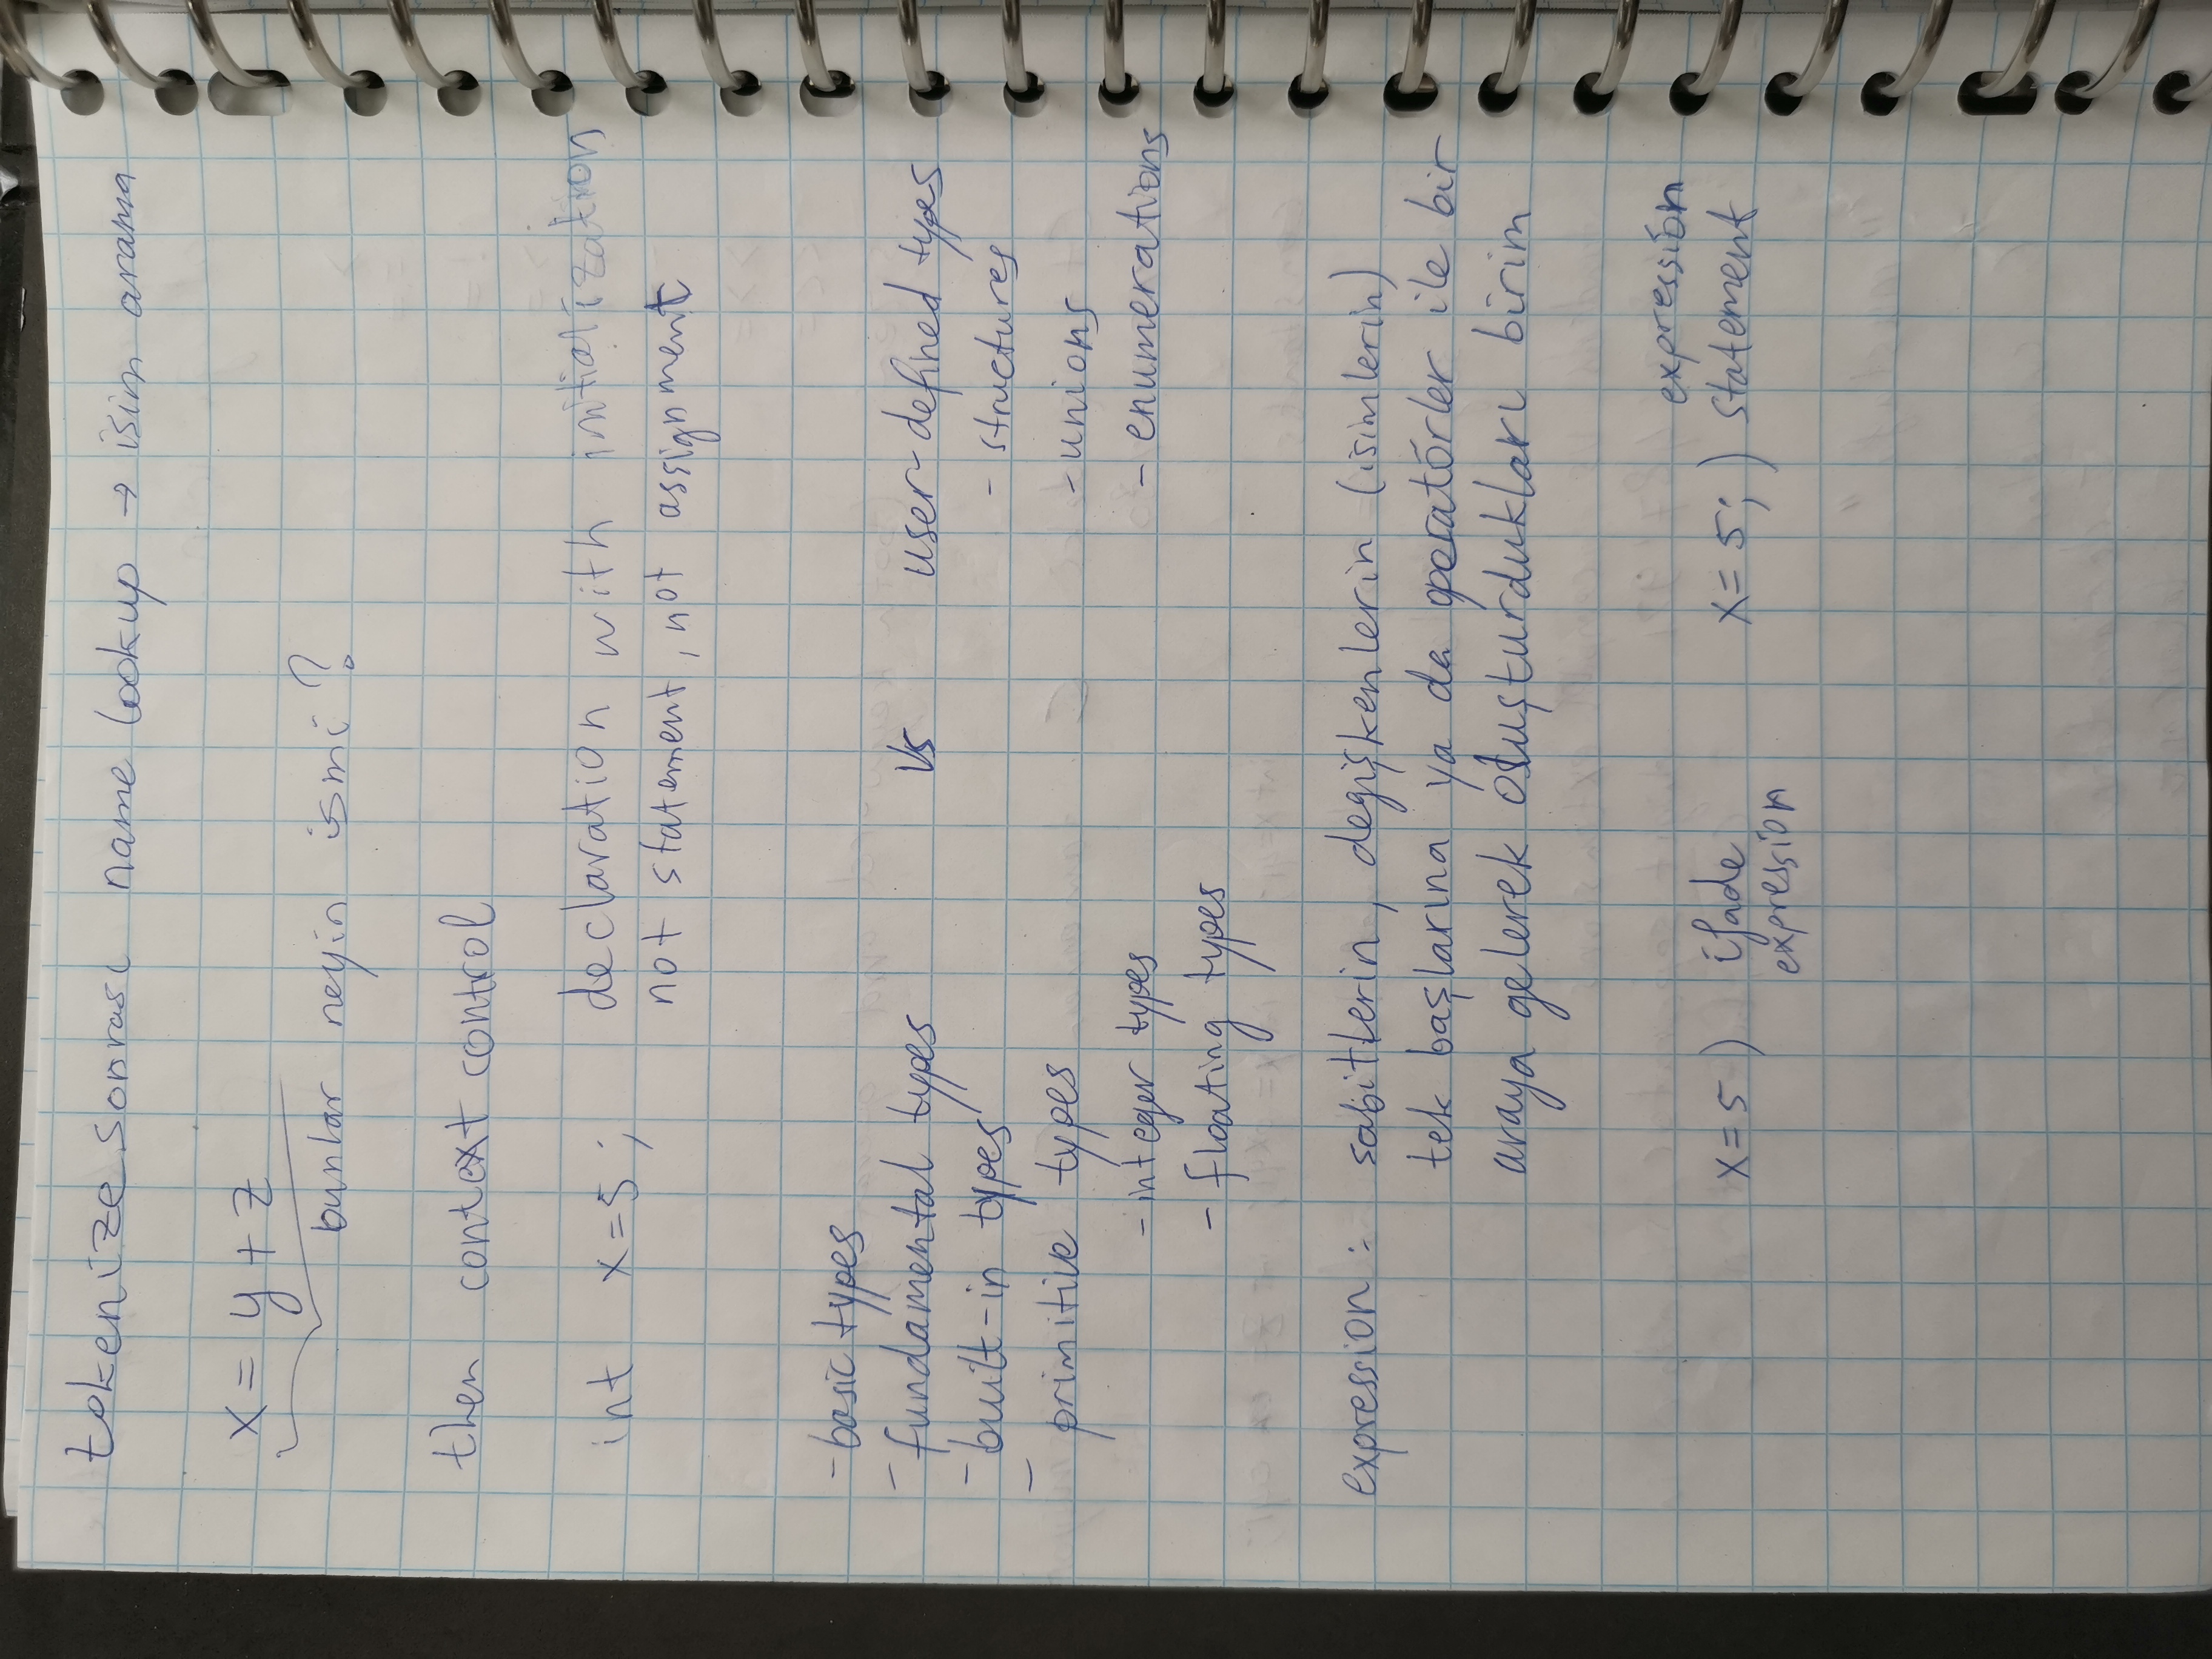 tokenize sonrası name lookup → isim arama
x = y + z
bunlar neyin ismi?
then context control
int x=5; declaration with initialization
not statement, not assignment
- basic types
- fundamental types Vs user-defined types
- built-in types - structures
- primitive types - unions
- integer types - enumerations
- floating types
expression : sabitlerin, değişkenlerin (isimlerin)
tek başlarına ya da operatörler ile bir
araya gelerek oluşturdukları birim
expression
x=5 ) ifade x= 5; ) statement
expression